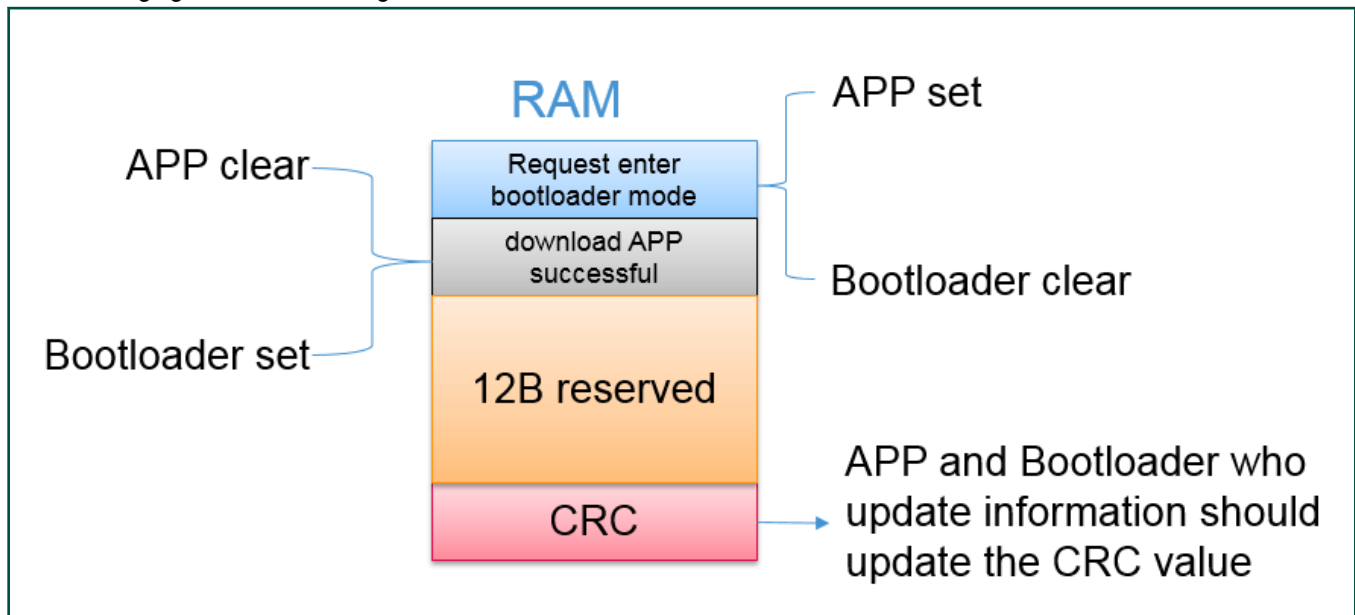 RAM
APP set
APP clear
Request enter
bootloader mode
download APP
successful
Bootloader clear
Bootloader set
12B reserved
CRC
APP and Bootloader who
update information should
update the CRC value